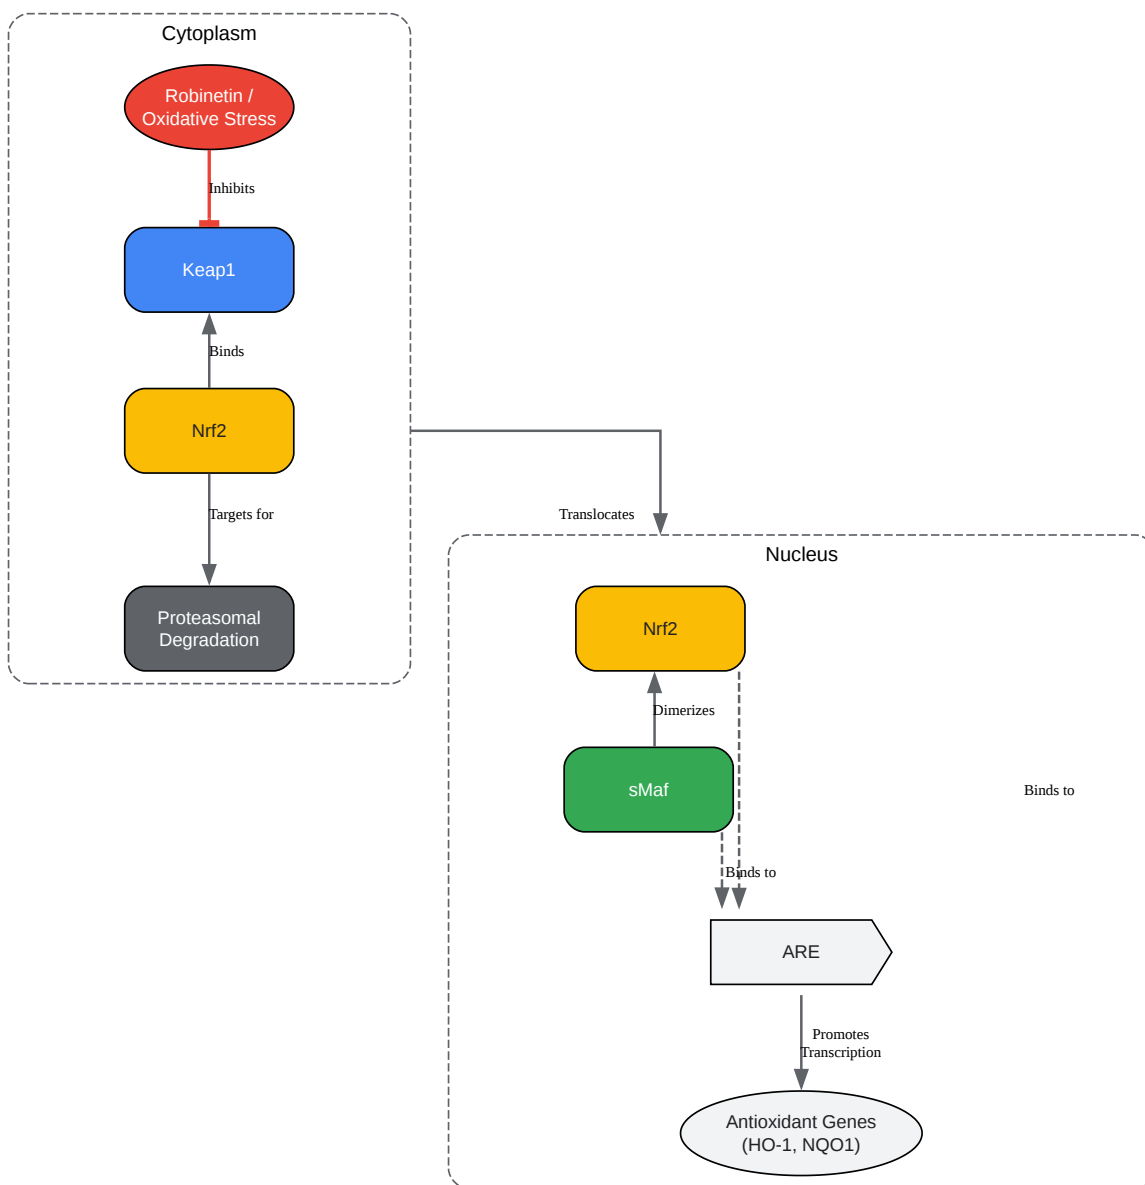 Cytoplasm
Robinetin /
Oxidative Stress
Inhibits
Keap1
Binds
Nrf2
Targets for
Proteasomal
Degradation
Translocates
Nucleus
Nrf2
Dimerizes
sMaf
Binds to
Binds to
ARE
Promotes
Transcription
Antioxidant Genes
(HO-1, NQO1)